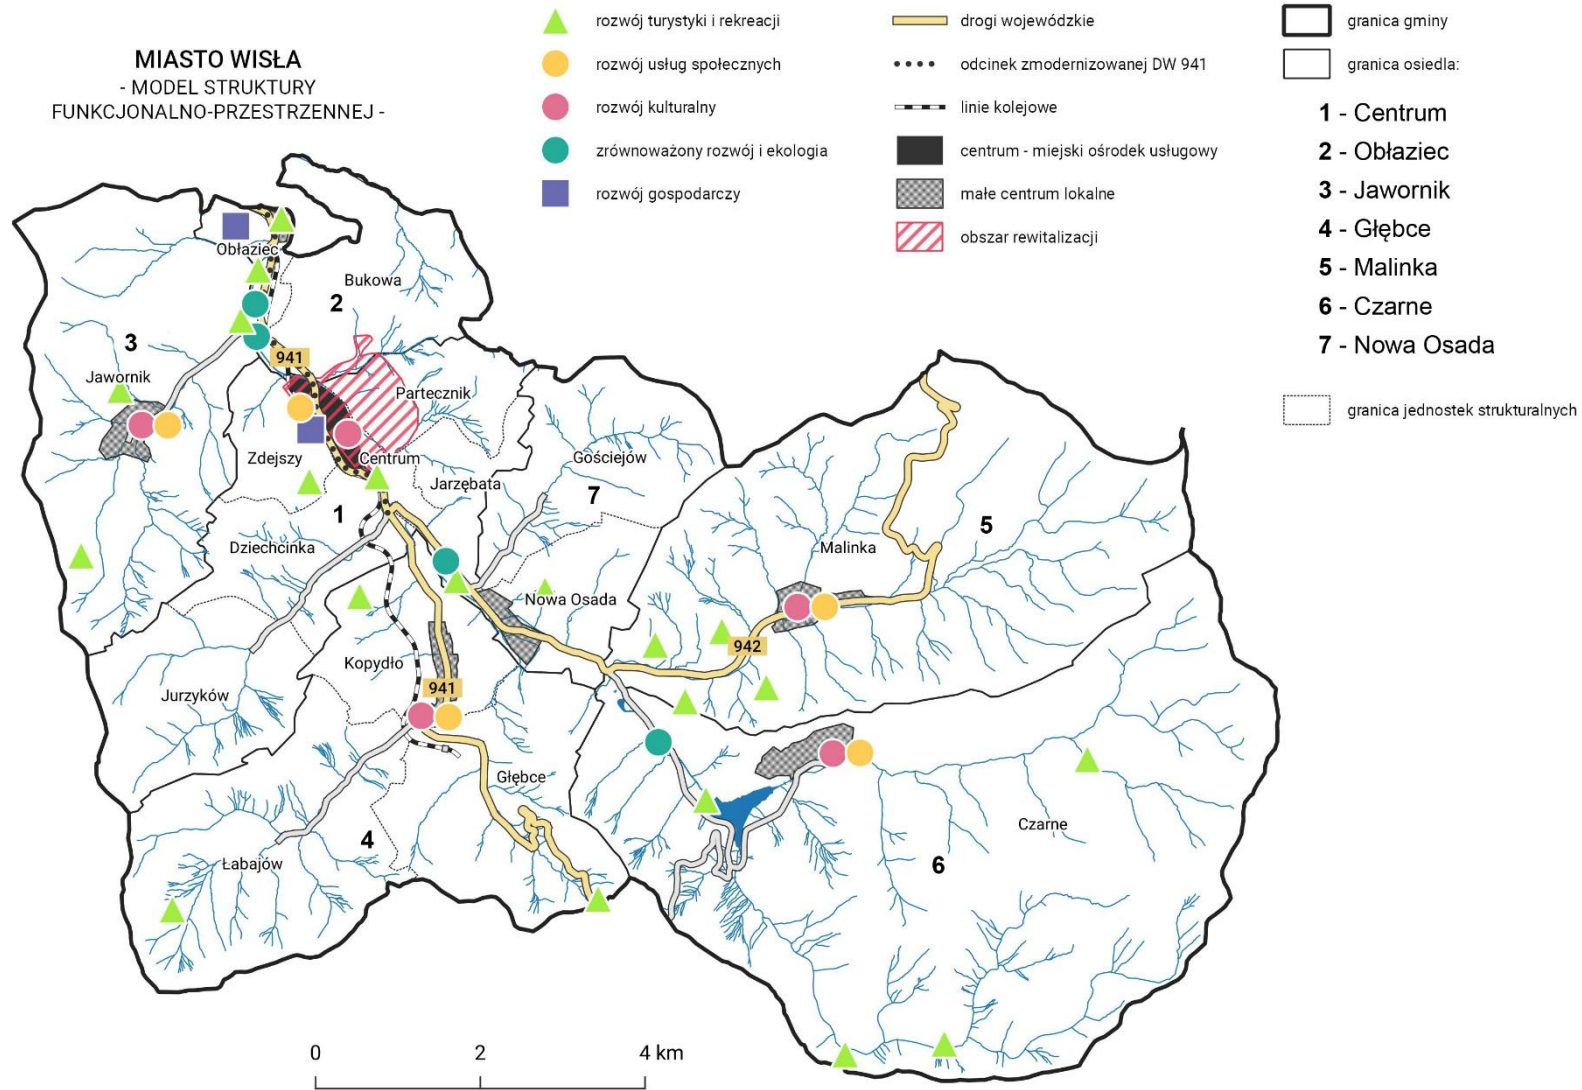 MIASTO WISŁA
- MODEL STRUKTURY
FUNKCJONALNO-PRZESTRZENNEJ -
rozwój turystyki i rekreacji
rozwój usług społecznych
rozwój kulturalny
zrównoważony rozwój i ekologia
rozwój gospodarczy
drogi wojewódzkie
odcinek zmodernizowanej DW 941
linie kolejowe
centrum - miejski ośrodek usługowy
małe centrum lokalne
obszar rewitalizacji
granica gminy
granica osiedla:
1 - Centrum
2 - Obłaziec
3 - Jawornik
4 - Głębce
5 - Malinka
6 - Czarne
7 - Nowa Osada
granica jednostek strukturalnych
Obłaziec
Bukowa
2
3
941
Jawornik
Partecznik
Zdejszy
Centrum
Gościejów
Jarzębata
7
1
5
Dziechcinka
Malinka
Nowa Osada
942
Kopydło
941
Jurzyków
Głębce
Czarne
4
Łabajów
6
0
2
4 km